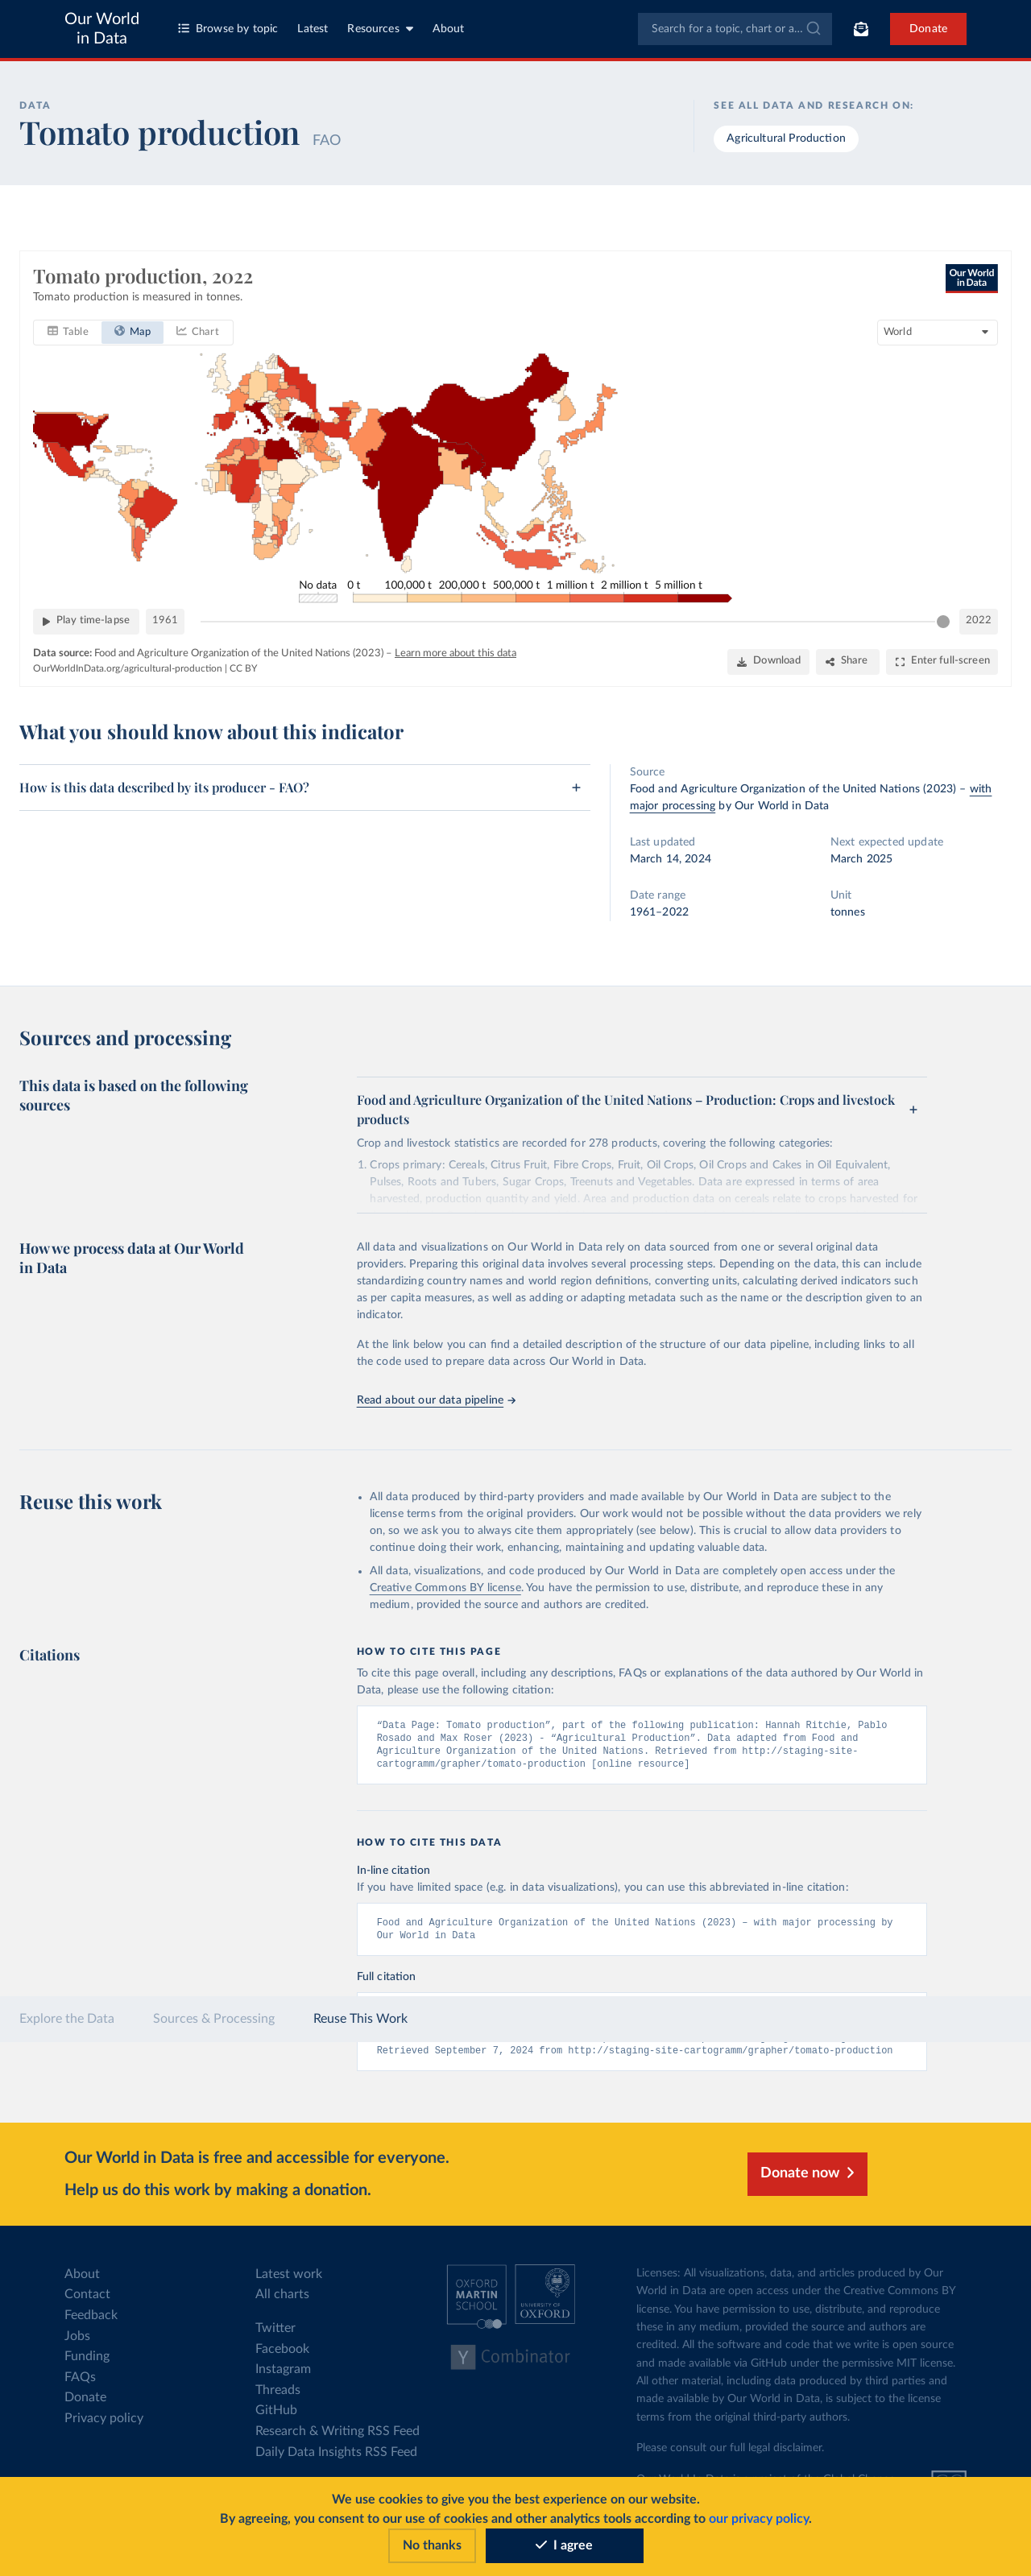 Our World
in Data
Browse by topic
Latest
Resources
About
Search for a topic, chart or a...
Donate
DATA
Tomato production FAO
SEE ALL DATA AND RESEARCH ON:
Agricultural Production
Tomato production, 2022
Tomato production is measured in tonnes.
Our World
in Data
Table
Map
Chart
World
No data
0 t
100,000 t
200,000 t
500,000 t
1 million t
2 million t
5 million t
Play time-lapse
1961
2022
Data source: Food and Agriculture Organization of the United Nations (2023) – Learn more about this data
OurWorldInData.org/agricultural-production | CC BY
Download
Share
Enter full-screen
What you should know about this indicator
How is this data described by its producer - FAO?
Source
Food and Agriculture Organization of the United Nations (2023) – with
major processing by Our World in Data
Last updated
March 14, 2024
Next expected update
March 2025
Date range
1961–2022
Unit
tonnes
Sources and processing
This data is based on the following
sources
Food and Agriculture Organization of the United Nations – Production: Crops and livestock
products
Crop and livestock statistics are recorded for 278 products, covering the following categories:
1. Crops primary: Cereals, Citrus Fruit, Fibre Crops, Fruit, Oil Crops, Oil Crops and Cakes in Oil Equivalent,
Pulses, Roots and Tubers, Sugar Crops, Treenuts and Vegetables. Data are expressed in terms of area
harvested, production quantity and yield. Area and production data on cereals relate to crops harvested for
How we process data at Our World
in Data
All data and visualizations on Our World in Data rely on data sourced from one or several original data
providers. Preparing this original data involves several processing steps. Depending on the data, this can include
standardizing country names and world region definitions, converting units, calculating derived indicators such
as per capita measures, as well as adding or adapting metadata such as the name or the description given to an
indicator.
At the link below you can find a detailed description of the structure of our data pipeline, including links to all
the code used to prepare data across Our World in Data.
Read about our data pipeline →
Reuse this work
• All data produced by third-party providers and made available by Our World in Data are subject to the
license terms from the original providers. Our work would not be possible without the data providers we rely
on, so we ask you to always cite them appropriately (see below). This is crucial to allow data providers to
continue doing their work, enhancing, maintaining and updating valuable data.
• All data, visualizations, and code produced by Our World in Data are completely open access under the
Creative Commons BY license. You have the permission to use, distribute, and reproduce these in any
medium, provided the source and authors are credited.
Citations
HOW TO CITE THIS PAGE
To cite this page overall, including any descriptions, FAQs or explanations of the data authored by Our World in
Data, please use the following citation:
“Data Page: Tomato production”, part of the following publication: Hannah Ritchie, Pablo
Rosado and Max Roser (2023) - “Agricultural Production”. Data adapted from Food and
Agriculture Organization of the United Nations. Retrieved from http://staging-site-
cartogramm/grapher/tomato-production [online resource]
HOW TO CITE THIS DATA
In-line citation
If you have limited space (e.g. in data visualizations), you can use this abbreviated in-line citation:
Food and Agriculture Organization of the United Nations (2023) – with major processing by
Our World in Data
Full citation
Explore the Data
Sources & Processing
Reuse This Work
Retrieved September 7, 2024 from http://staging-site-cartogramm/grapher/tomato-production
Our World in Data is free and accessible for everyone.
Help us do this work by making a donation.
Donate now
About
Contact
Feedback
Jobs
Funding
FAQs
Donate
Privacy policy
Latest work
All charts
Twitter
Facebook
Instagram
Threads
GitHub
Research & Writing RSS Feed
Daily Data Insights RSS Feed
OXFORD
MARTIN
SCHOOL
UNIVERSITY OF
OXFORD
Y Combinator
Licenses: All visualizations, data, and articles produced by Our
World in Data are open access under the Creative Commons BY
license. You have permission to use, distribute, and reproduce
these in any medium, provided the source and authors are
credited. All the software and code that we write is open source
and made available via GitHub under the permissive MIT license.
All other material, including data produced by third parties and
made available by Our World in Data, is subject to the license
terms from the original third-party authors.
Please consult our full legal disclaimer.
We use cookies to give you the best experience on our website.
By agreeing, you consent to our use of cookies and other analytics tools according to our privacy policy.
No thanks
I agree